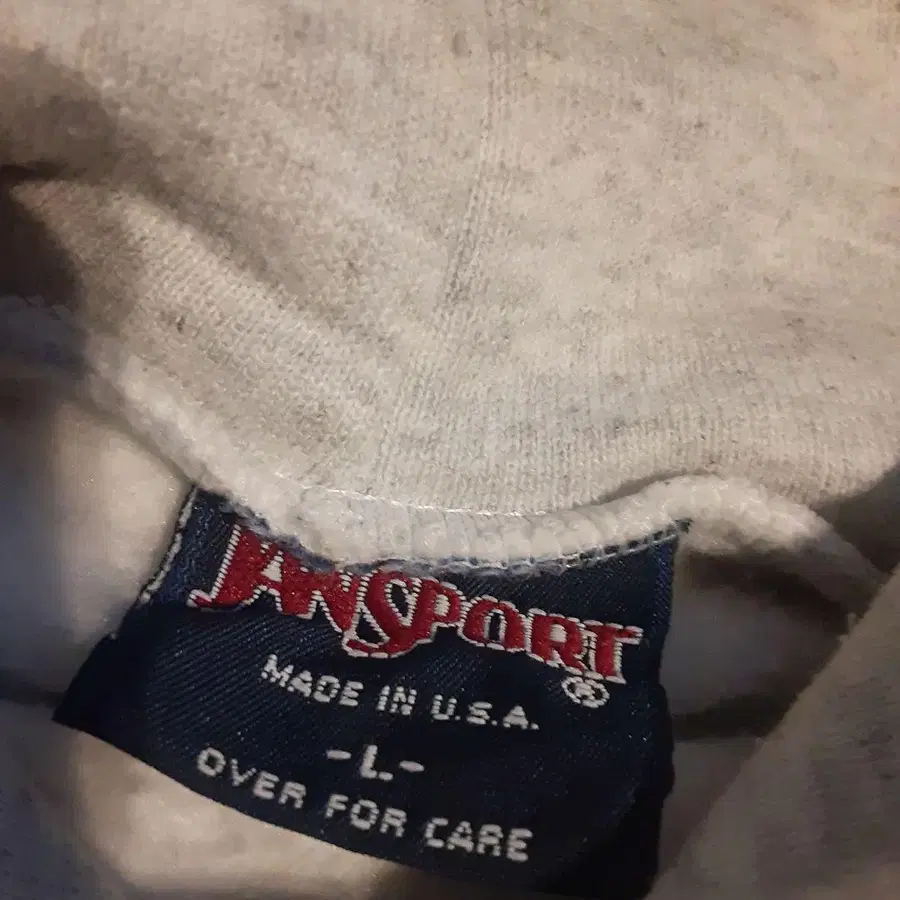 JANSPORT
®
MADE IN U.S.A.
-L-
OVER FOR CARE